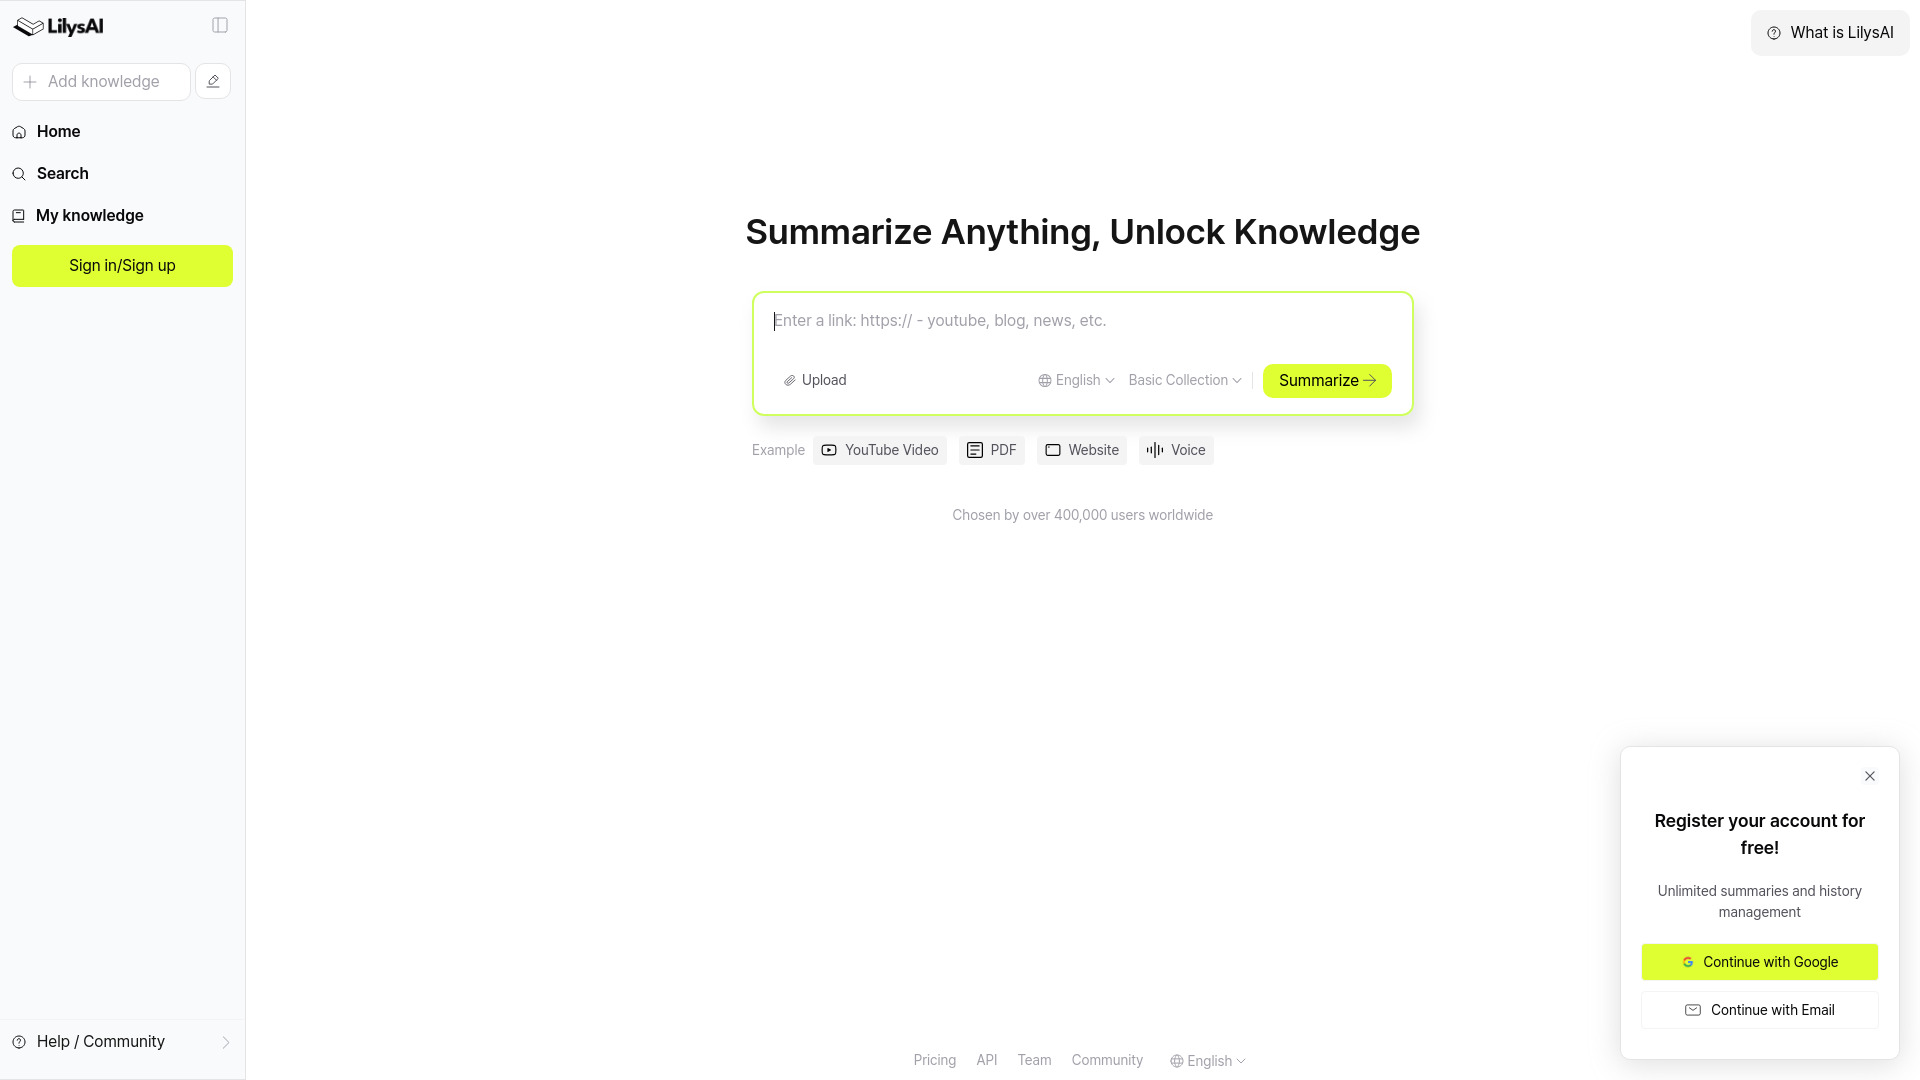 LilysAI
Add knowledge
Home
Search
My knowledge
Sign in/Sign up
Help / Community
What is LilysAI
Summarize Anything, Unlock Knowledge
Enter a link: https:// - youtube, blog, news, etc.
Upload
English
Basic Collection
Summarize
Example
YouTube Video
PDF
Website
Voice
Chosen by over 400,000 users worldwide
Register your account for
free!
Unlimited summaries and history
management
Continue with Google
Continue with Email
Pricing
API
Team
Community
English